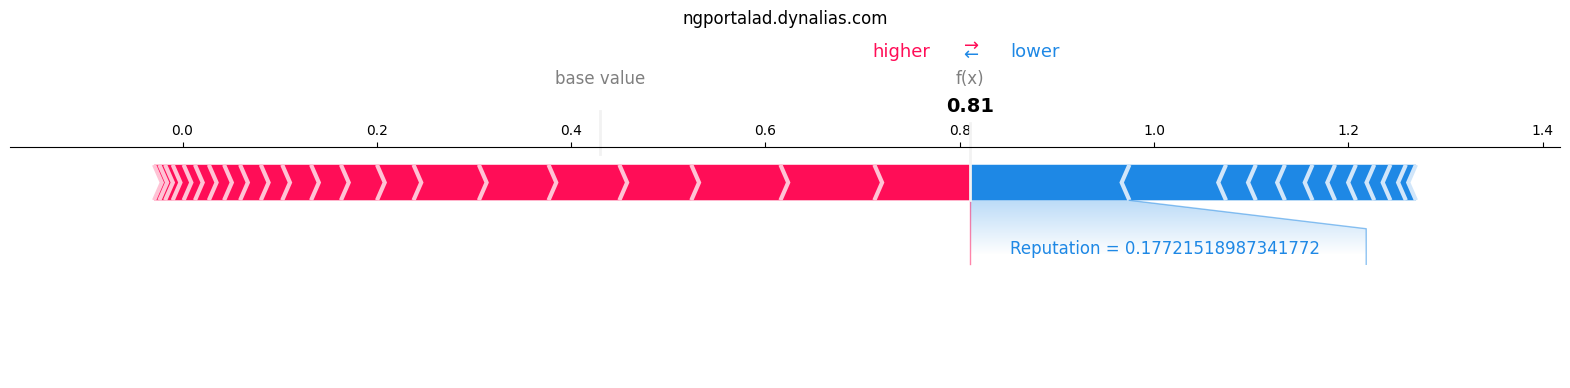 ngportalad.dynalias.com
higher ⇄ lower
base value f(x)
0.81
0.0 0.2 0.4 0.6 0.8 1.0 1.2 1.4
Reputation = 0.17721518987341772